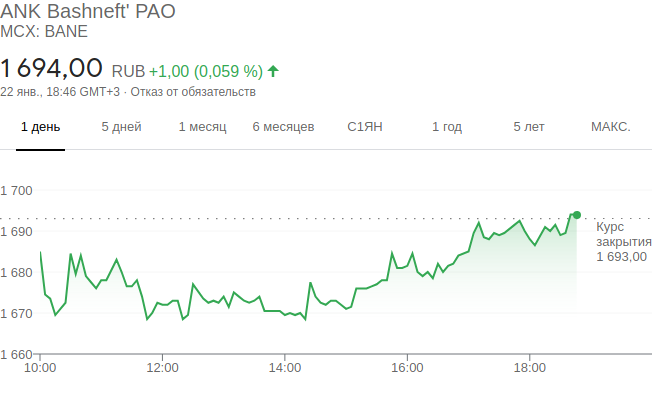 ANK Bashneft' PAO
MCX: BANE
1 694,00 RUB +1,00 (0,059 %)
22 янв., 18:46 GMT+3 · Отказ от обязательств
1 день 5 дней 1 месяц 6 месяцев С1ЯН 1 год 5 лет МАКС.
1 700
1 690
1 680
1 670
1 660
Курс
закрытия
1 693,00
10:00 12:00 14:00 16:00 18:00